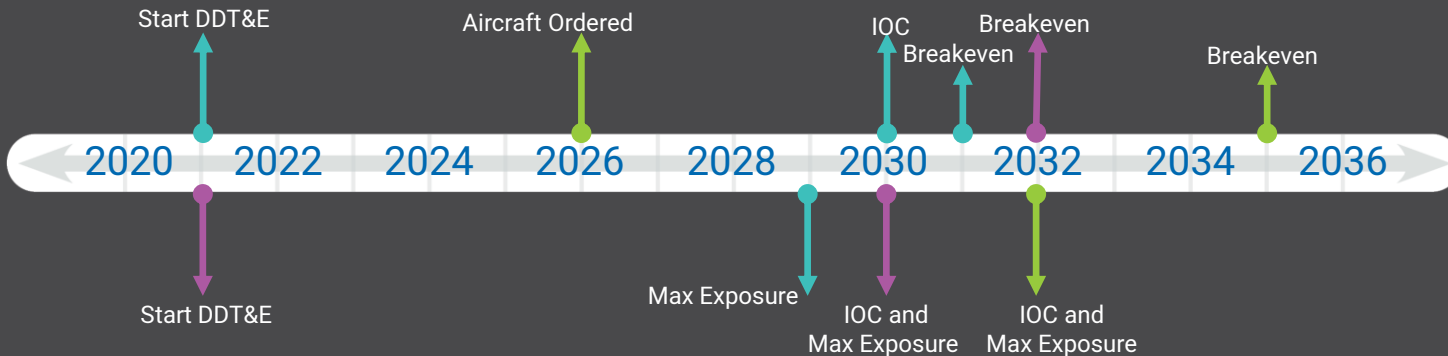 Start DDT&E
Aircraft Ordered
IOC
Breakeven
Breakeven
Breakeven
2020 2022 2024 2026 2028 2030 2032 2034 2036
Max Exposure
Start DDT&E
IOC and
Max Exposure
IOC and
Max Exposure